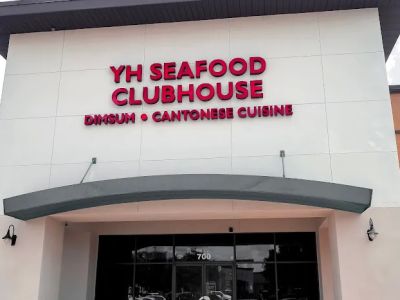 YH SEAFOOD
CLUBHOUSE
DIMSUM • CANTONESE CUISINE
700